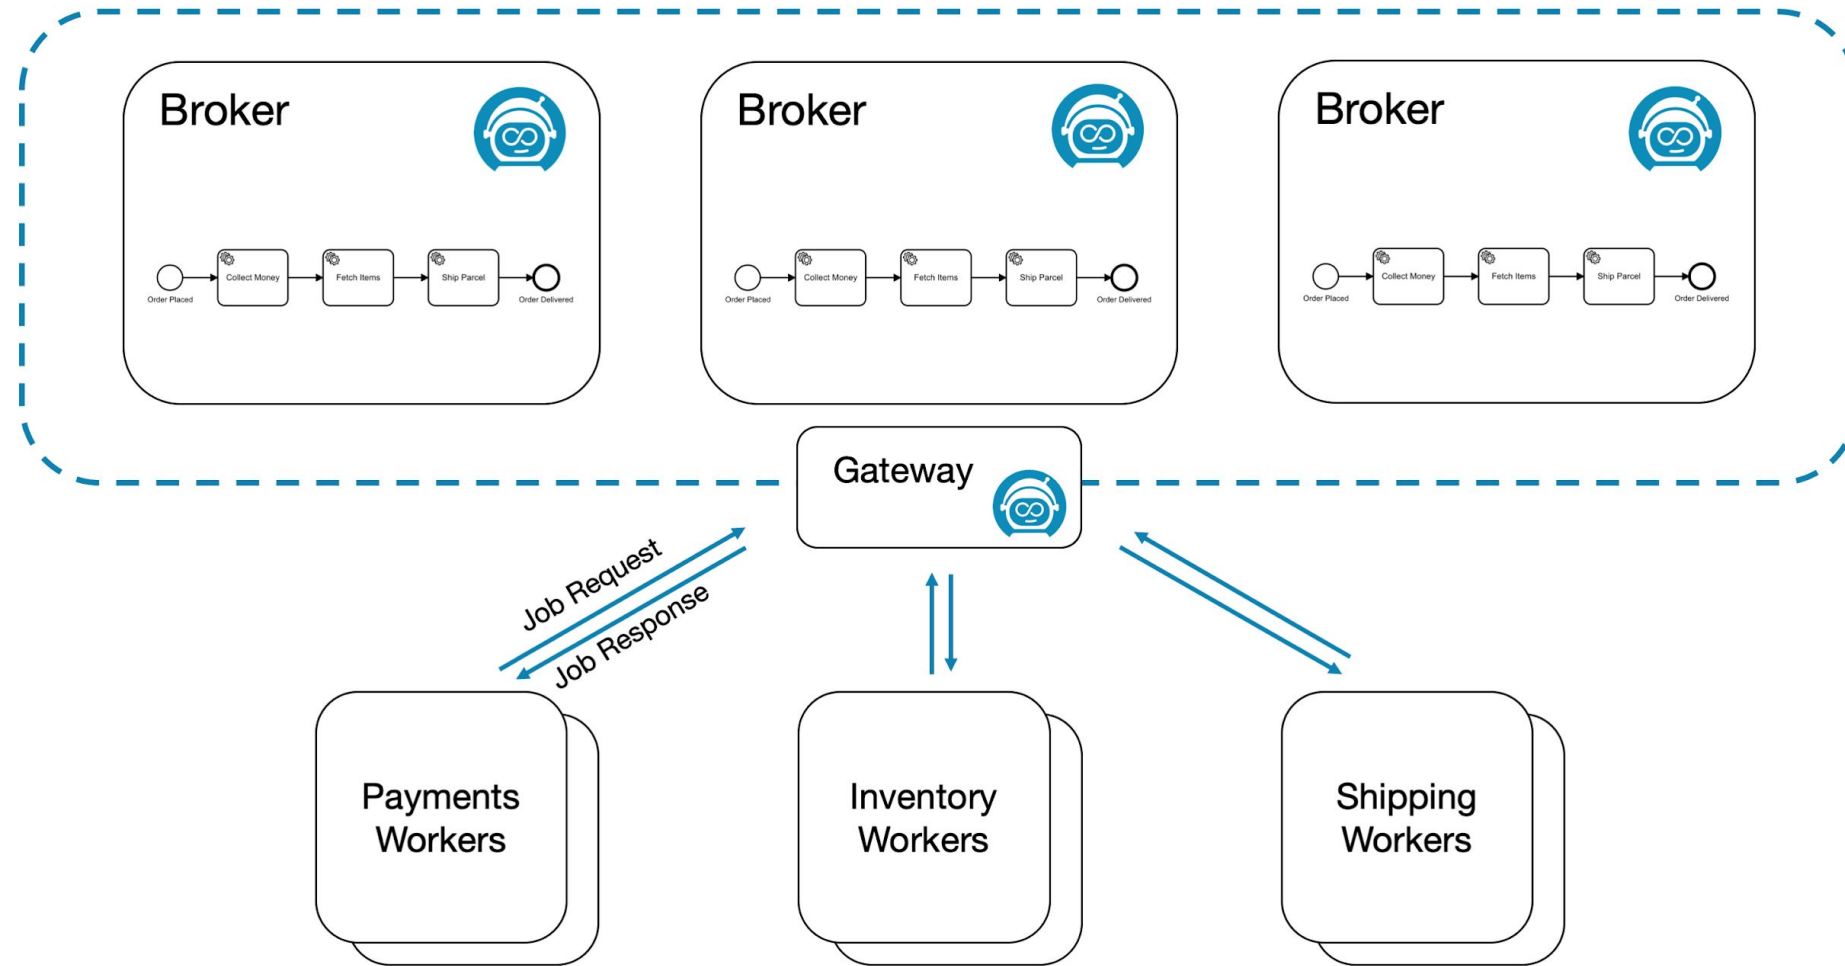 Broker
Order Placed
Collect Money
Fetch Items
Ship Parcel
Order Delivered
Broker
Order Placed
Collect Money
Fetch Items
Ship Parcel
Order Delivered
Broker
Order Placed
Collect Money
Fetch Items
Ship Parcel
Order Delivered
Gateway
Job Request
Job Response
Payments
Workers
Inventory
Workers
Shipping
Workers